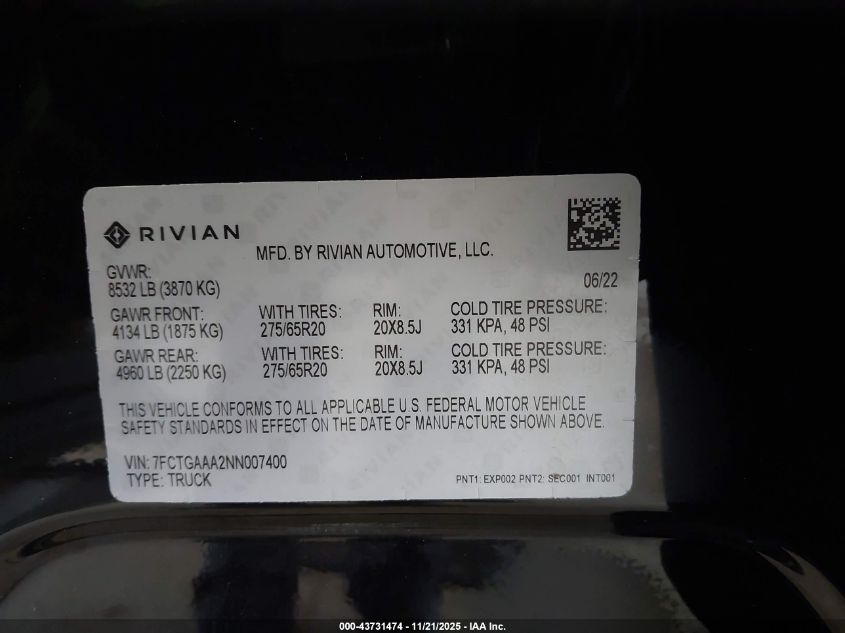 RIVIAN
MFD. BY RIVIAN AUTOMOTIVE, LLC.
GVWR:
8532 LB (3870 KG)
06/22
GAWR FRONT: WITH TIRES: RIM: COLD TIRE PRESSURE:
4134 LB (1875 KG) 275/65R20 20X8.5J 331 KPA, 48 PSI
GAWR REAR: WITH TIRES: RIM: COLD TIRE PRESSURE:
4960 LB (2250 KG) 275/65R20 20X8.5J 331 KPA, 48 PSI
THIS VEHICLE CONFORMS TO ALL APPLICABLE U.S. FEDERAL MOTOR VEHICLE
SAFETY STANDARDS IN EFFECT ON THE DATE OF MANUFACTURE SHOWN ABOVE.
VIN: 7FCTGAAA2NN007400
TYPE: TRUCK
PNT1: EXP002 PNT2: SEC001 INT001
000-43731474 - 11/21/2025 - IAA Inc.